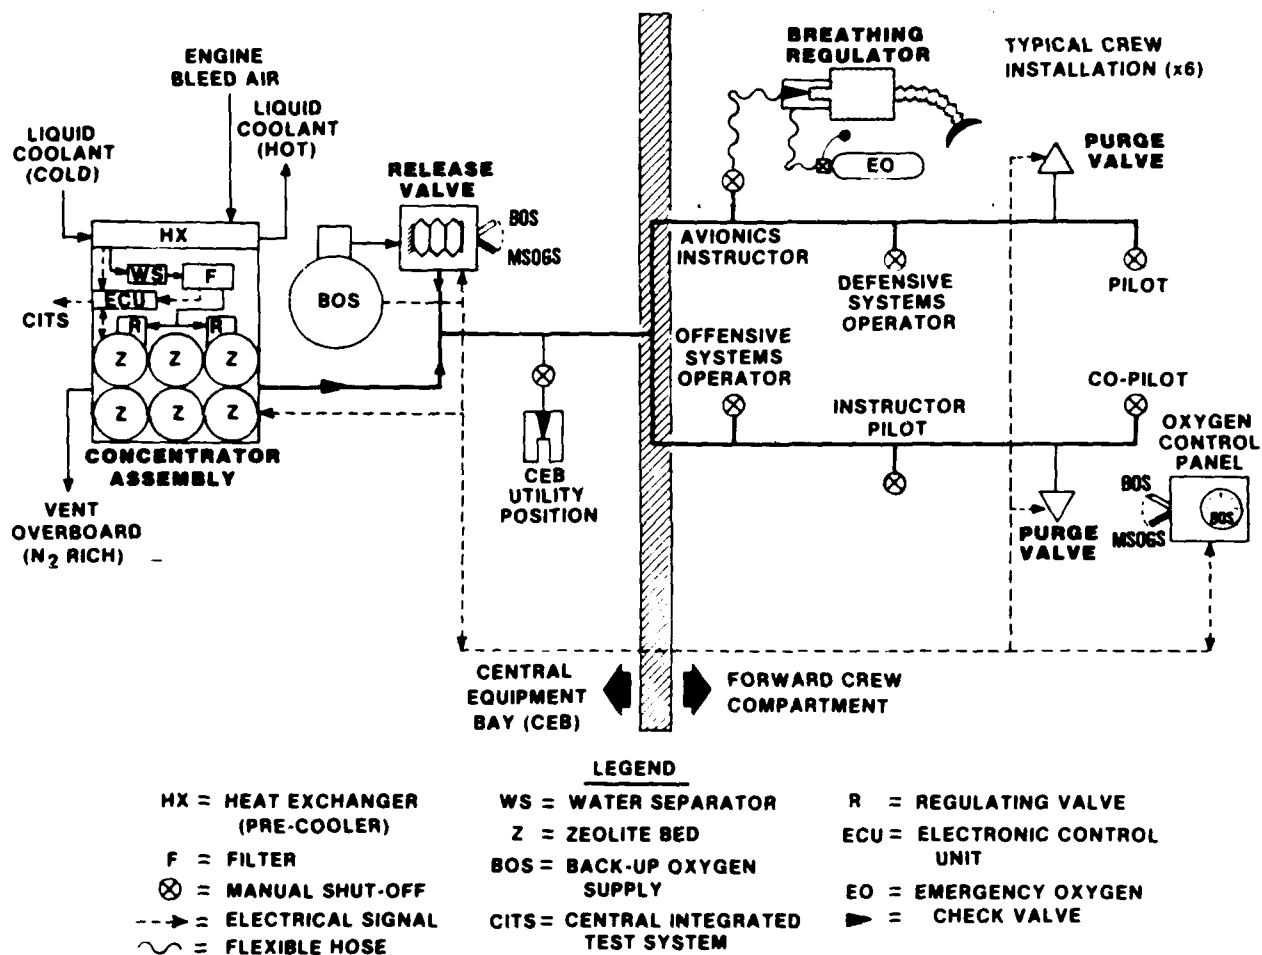 ENGINE
BLEED AIR
LIQUID
COOLANT
(HOT)
LIQUID
COOLANT
(COLD)
HX
WS
F
ECU
CITS
R
R
Z
Z
Z
Z
Z
Z
CONCENTRATOR
ASSEMBLY
VENT
OVERBOARD
(N2 RICH)
RELEASE
VALVE
BOS
MSOGS
BOS
CEB
UTILITY
POSITION
BREATHING
REGULATOR
EO
TYPICAL CREW
INSTALLATION (x6)
PURGE
VALVE
AVIONICS
INSTRUCTOR
DEFENSIVE
SYSTEMS
OPERATOR
PILOT
OFFENSIVE
SYSTEMS
OPERATOR
INSTRUCTOR
PILOT
CO-PILOT
OXYGEN
CONTROL
PANEL
BOS
MSOGS
BOS
PURGE
VALVE
CENTRAL
EQUIPMENT
BAY (CEB)
FORWARD CREW
COMPARTMENT
LEGEND
HX = HEAT EXCHANGER
(PRE-COOLER)
F = FILTER
= MANUAL SHUT-OFF
= ELECTRICAL SIGNAL
= FLEXIBLE HOSE
WS = WATER SEPARATOR
Z = ZEOLITE BED
BOS = BACK-UP OXYGEN
SUPPLY
CITS = CENTRAL INTEGRATED
TEST SYSTEM
R = REGULATING VALVE
ECU = ELECTRONIC CONTROL
UNIT
EO = EMERGENCY OXYGEN
= CHECK VALVE